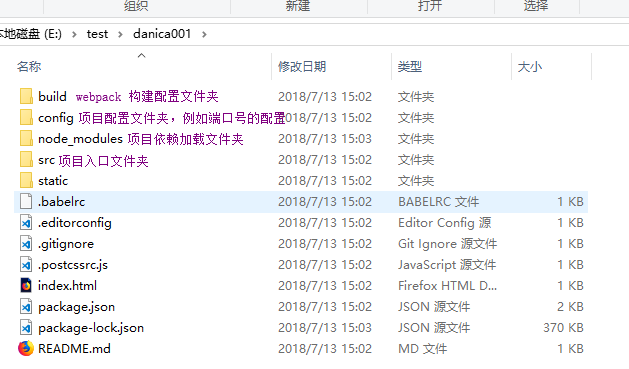 组织 新建 打开 选择
本地磁盘 (E:) › test › danica001 ›
名称 修改日期 类型 大小
build webpack 构建配置文件夹 2018/7/13 15:02 文件夹
config 项目配置文件夹，例如端口号的配置 2018/7/13 15:02 文件夹
node_modules 项目依赖加载文件夹 2018/7/13 15:03 文件夹
src 项目入口文件夹 2018/7/13 15:02 文件夹
static 2018/7/13 15:02 文件夹
.babelrc 2018/7/13 15:02 BABELRC 文件 1 KB
.editorconfig 2018/7/13 15:02 Editor Config 源 1 KB
.gitignore 2018/7/13 15:02 Git Ignore 源文件 1 KB
.postcssrc.js 2018/7/13 15:02 JavaScript 源文件 1 KB
index.html 2018/7/13 15:02 Firefox HTML D... 1 KB
package.json 2018/7/13 15:02 JSON 源文件 2 KB
package-lock.json 2018/7/13 15:03 JSON 源文件 370 KB
README.md 2018/7/13 15:02 MD 文件 1 KB